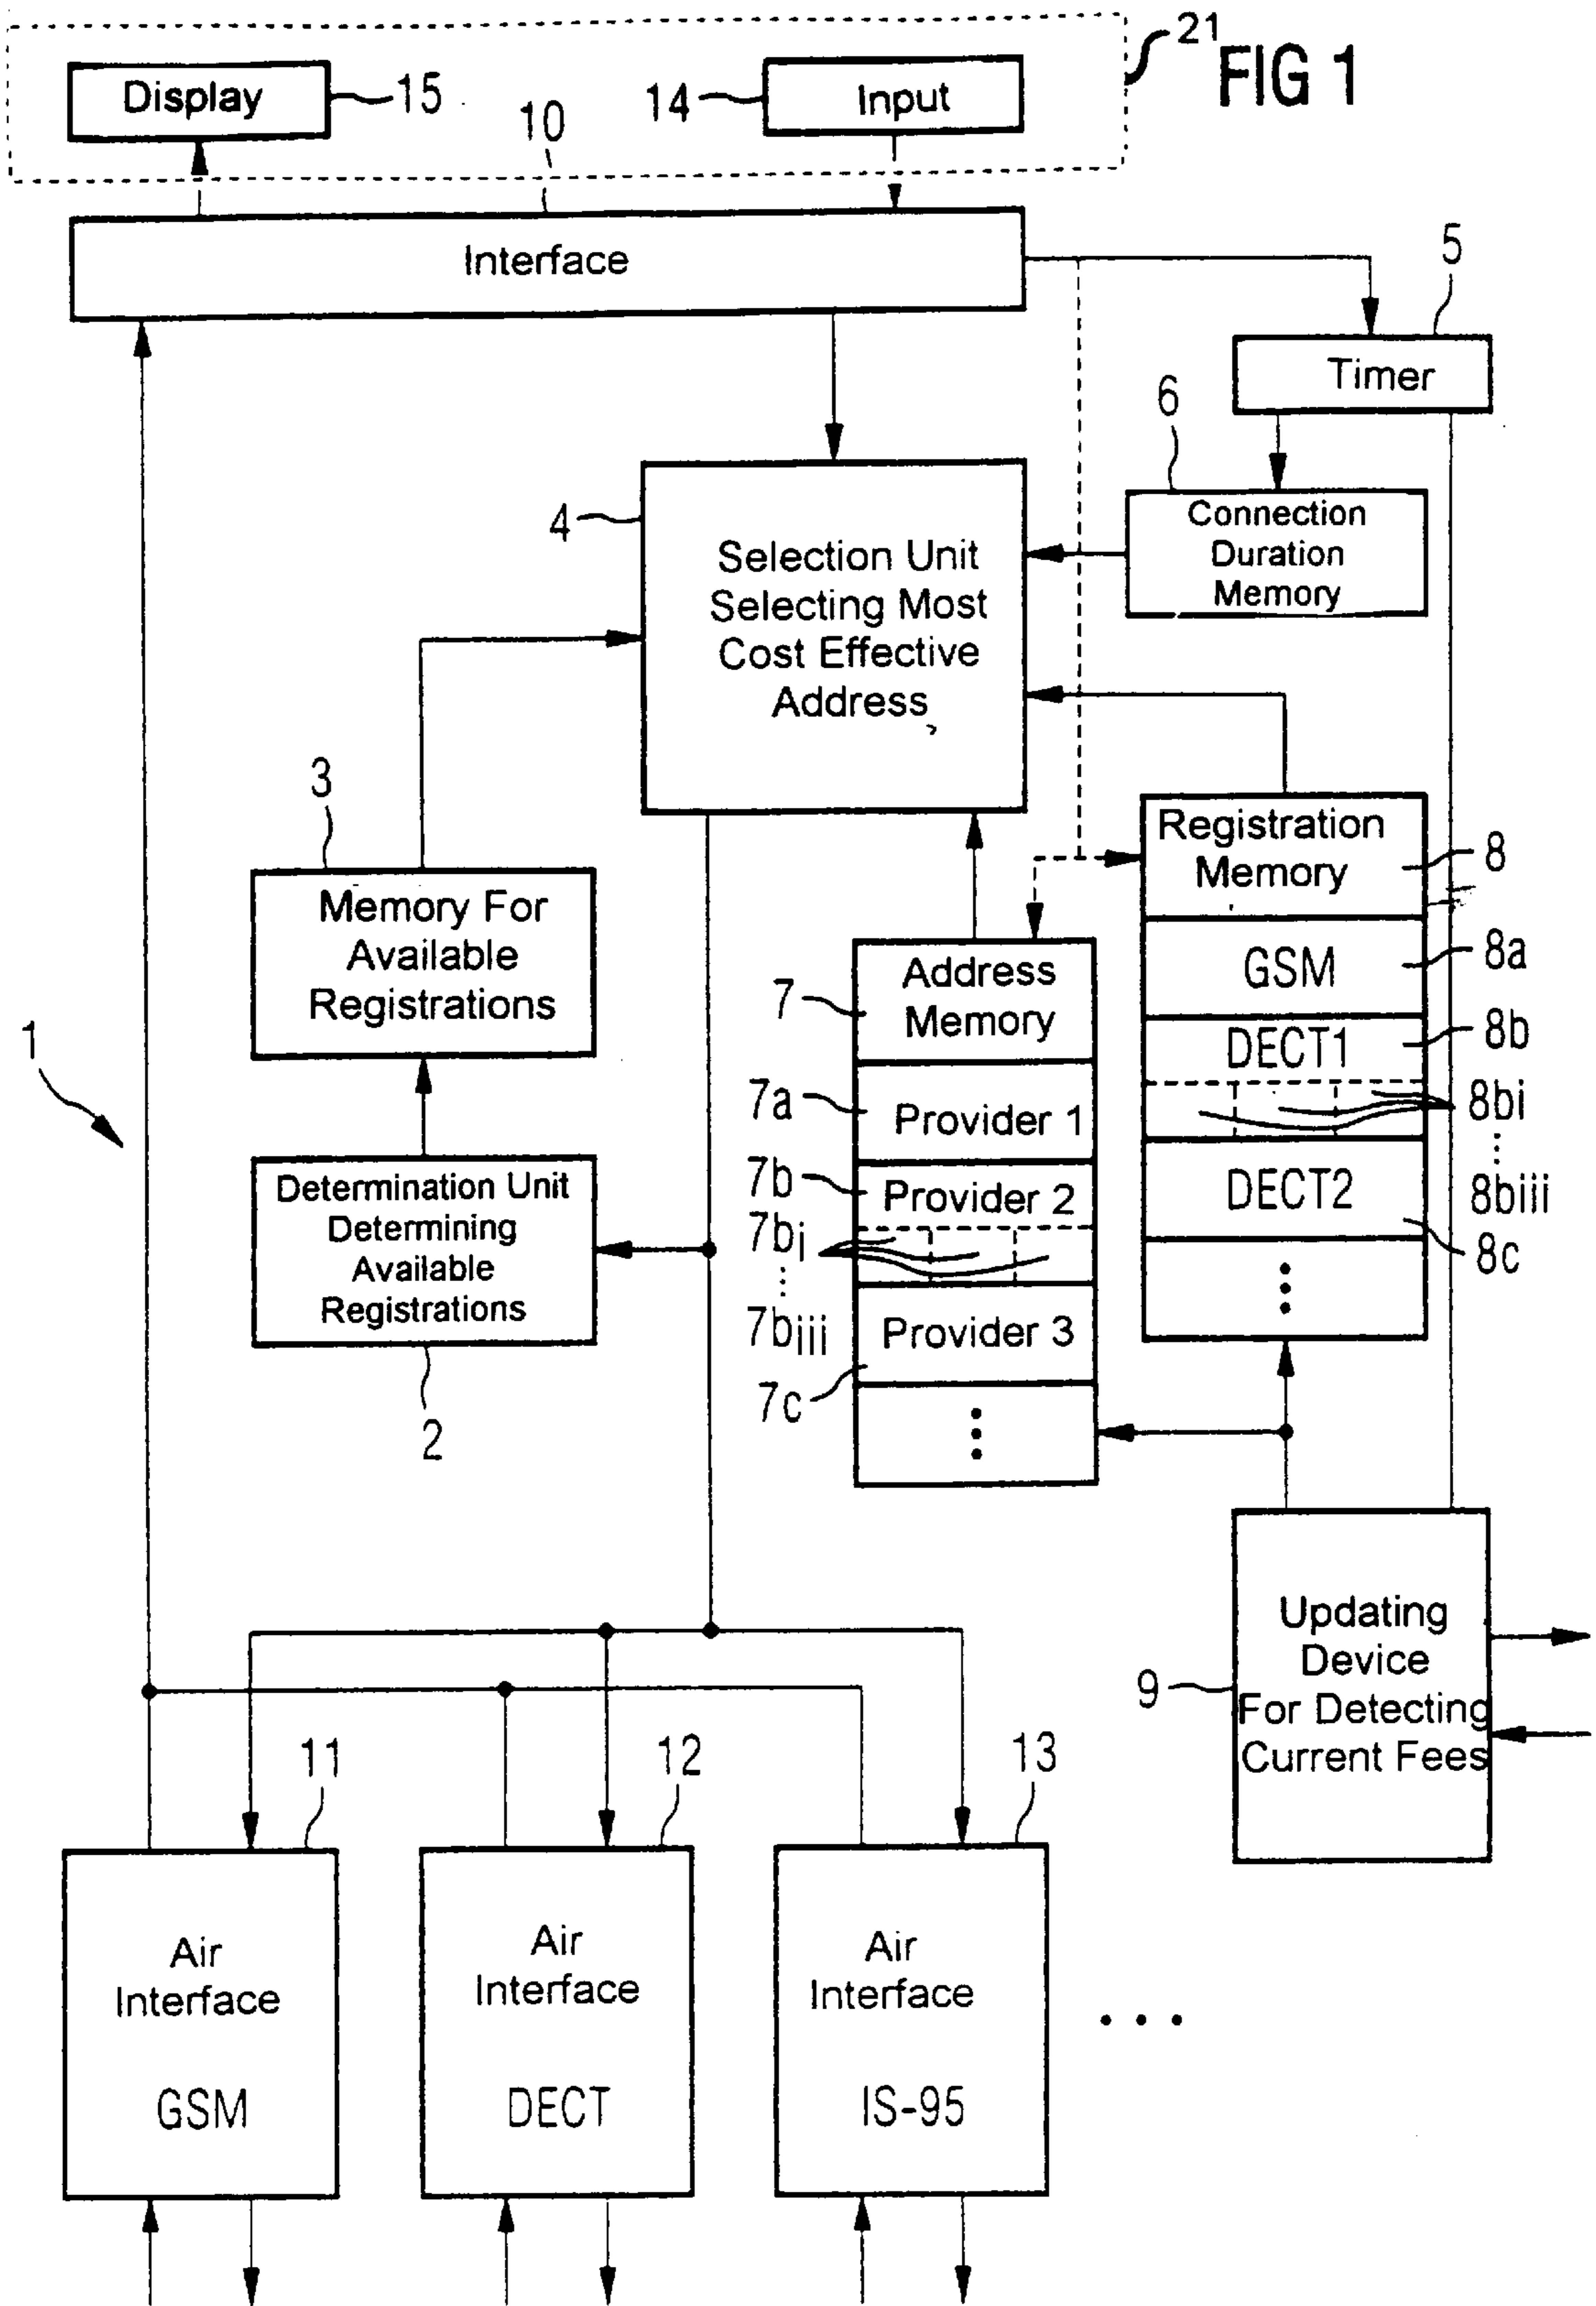 21
FIG 1
Display
15
14
Input
10
Interface
5
Timer
6
Connection
Duration
Memory
4
Selection Unit
Selecting Most
Cost Effective
Address
3
Memory For
Available
Registrations
Registration
Memory
8
GSM
8a
DECT1
8b
8bi
8biii
DECT2
8c
7
Address
Memory
7a
Provider 1
7b
Provider 2
7bi
7biii
Provider 3
7c
1
Determination Unit
Determining
Available
Registrations
2
9
Updating
Device
For Detecting
Current Fees
11
Air
Interface
GSM
12
Air
Interface
DECT
13
Air
Interface
IS-95